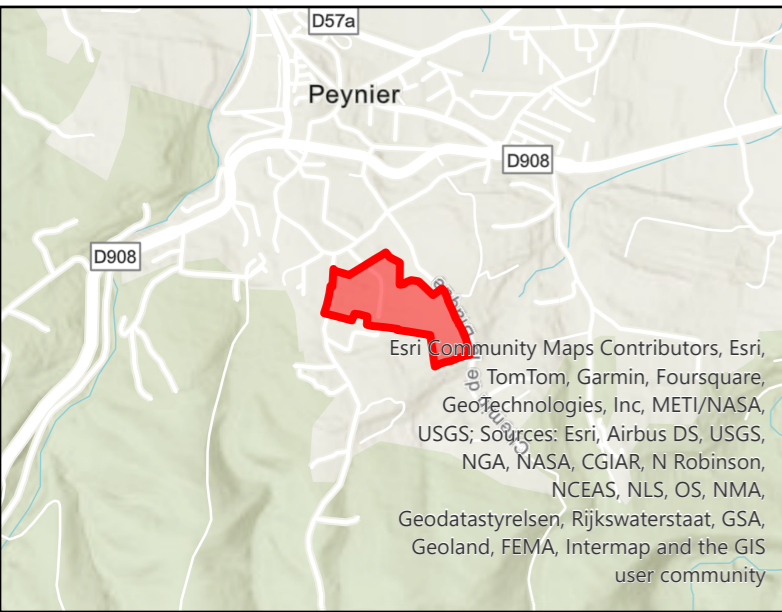 D57a
Peynier
D908
D908
Chemin de
Esri Community Maps Contributors, Esri,
TomTom, Garmin, Foursquare,
GeoTechnologies, Inc, METI/NASA,
USGS; Sources: Esri, Airbus DS, USGS,
NGA, NASA, CGIAR, N Robinson,
NCEAS, NLS, OS, NMA,
Geodatastyrelsen, Rijkswaterstaat, GSA,
Geoland, FEMA, Intermap and the GIS
user community